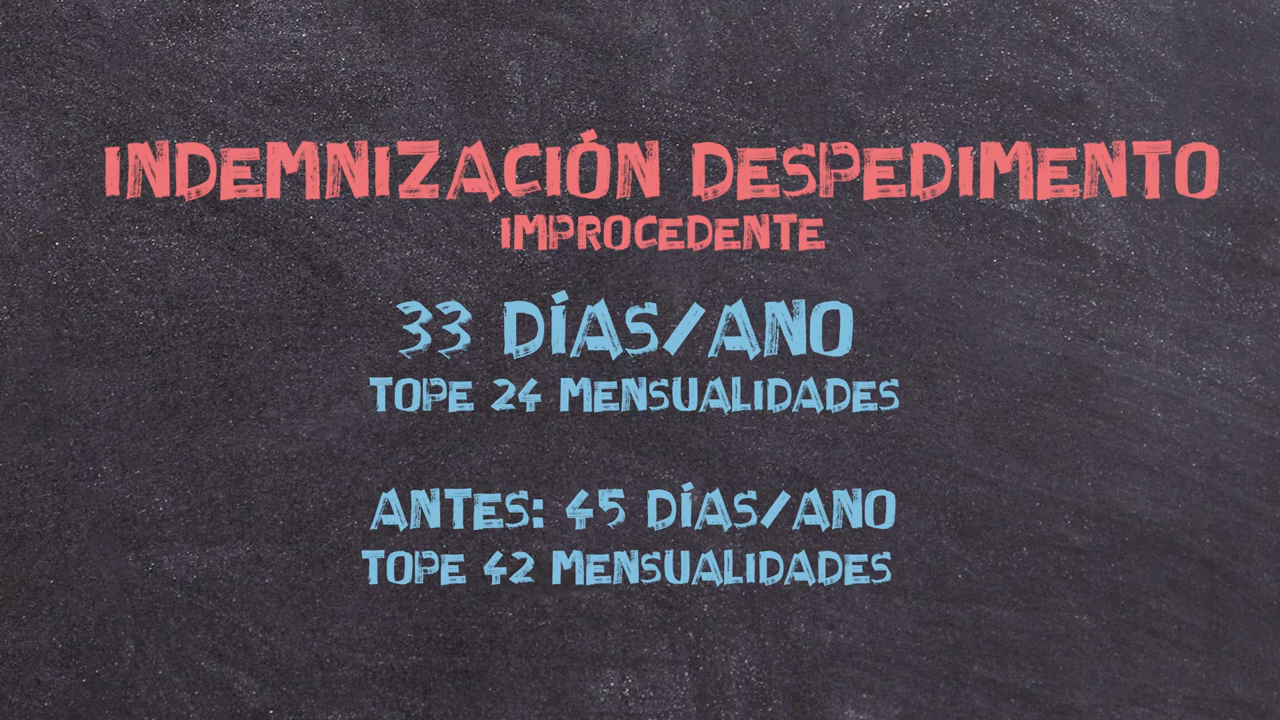 INDEMNIZACIÓN DESPEDIMENTO
IMPROCEDENTE
33 DÍAS/ANO
TOPE 24 MENSUALIDADES
ANTES: 45 DÍAS/ANO
TOPE 42 MENSUALIDADES